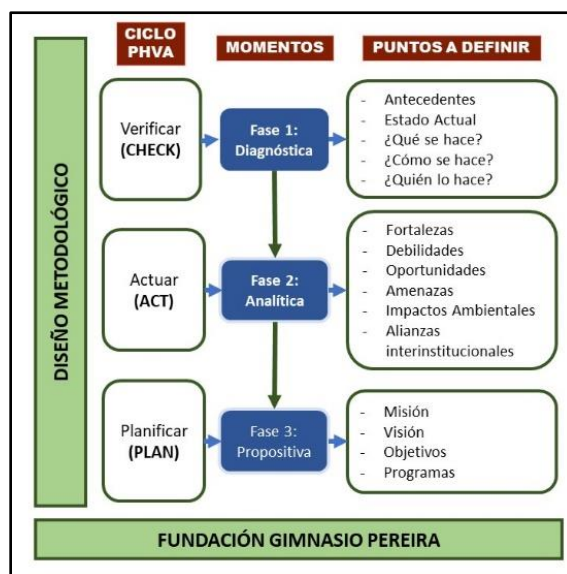 CICLO
PHVA
MOMENTOS
PUNTOS A DEFINIR
DISEÑO METODOLÓGICO
Verificar
(CHECK)
Fase 1:
Diagnóstica
- Antecedentes
- Estado Actual
- ¿Qué se hace?
- ¿Cómo se hace?
- ¿Quién lo hace?
Actuar
(ACT)
Fase 2:
Analítica
- Fortalezas
- Debilidades
- Oportunidades
- Amenazas
- Impactos Ambientales
- Alianzas
interinstitucionales
Planificar
(PLAN)
Fase 3:
Propositiva
- Misión
- Visión
- Objetivos
- Programas
FUNDACIÓN GIMNASIO PEREIRA